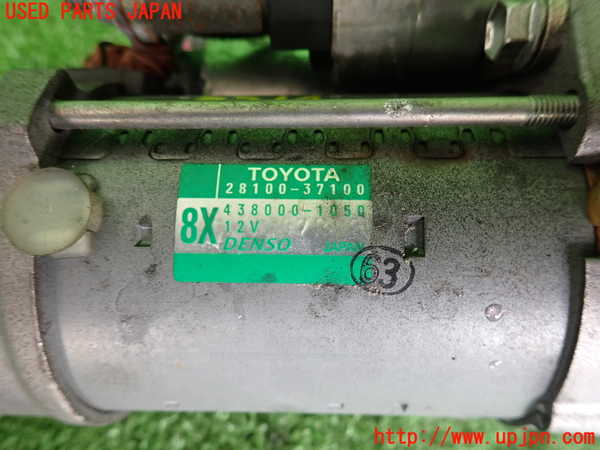 USED PARTS JAPAN
TOYOTA
28100-37100
8X
438000-1050
12V
DENSO JAPAN
63
http://www.upjpn.com/